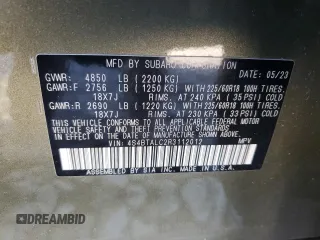 MFD. BY SUBARU CORPORATION
GVWR: 4850 LB (2200 KG) DATE: 05/23
GAWR:F 2756 LB (1250 KG) WITH 225/60R18 100H TIRES,
18X7J RIMS, AT 240 KPA (35 PSI) COLD
GAWR:R 2690 LB (1220 KG) WITH 225/60R18 100H TIRES,
18X7J RIMS, AT 230 KPA (33 PSI) COLD
THIS VEHICLE CONFORMS TO ALL APPLICABLE FEDERAL
MOTOR VEHICLE SAFETY AND BUMPER STANDARDS
IN EFFECT ON THE DATE OF MANUFACTURE SHOWN ABOVE.
VIN: 4S4BTALC2R3112012 MPV
ASSEMBLED BY SIA INC. MADE IN U.S.A.